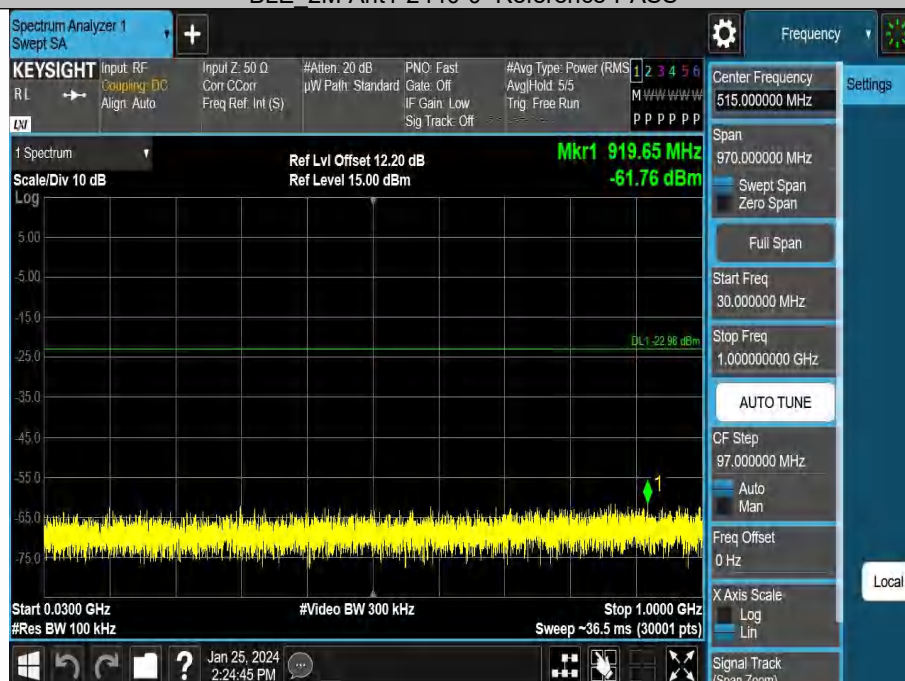 Spectrum Analyzer 1
Swept SA
Frequency
KEYSIGHT
RL
LXI
Input: RF
Coupling: DC
Align: Auto
Input Z: 50 Ω
Corr CCorr
Freq Ref: Int (S)
#Atten: 20 dB
µW Path: Standard
PNO: Fast
Gate: Off
IF Gain: Low
Sig Track: Off
#Avg Type: Power (RMS
Avg|Hold: 5/5
Trig: Free Run
1 2 3 4 5 6
M W W W W W
P P P P P P
Center Frequency
515.000000 MHz
Settings
1 Spectrum
Scale/Div 10 dB
Log
Ref Lvl Offset 12.20 dB
Ref Level 15.00 dBm
Mkr1 919.65 MHz
-61.76 dBm
Span
970.000000 MHz
Swept Span
Zero Span
Full Span
5.00
-5.00
-15.0
-25.0
-35.0
-45.0
-55.0
-65.0
-75.0
DL1 -22.98 dBm
1
Start Freq
30.000000 MHz
Stop Freq
1.000000000 GHz
AUTO TUNE
CF Step
97.000000 MHz
Auto
Man
Freq Offset
0 Hz
Local
X Axis Scale
Log
Lin
Signal Track
(Span Zoom)
Start 0.0300 GHz
#Res BW 100 kHz
#Video BW 300 kHz
Stop 1.0000 GHz
Sweep ~36.5 ms (30001 pts)
?
Jan 25, 2024
2:24:45 PM